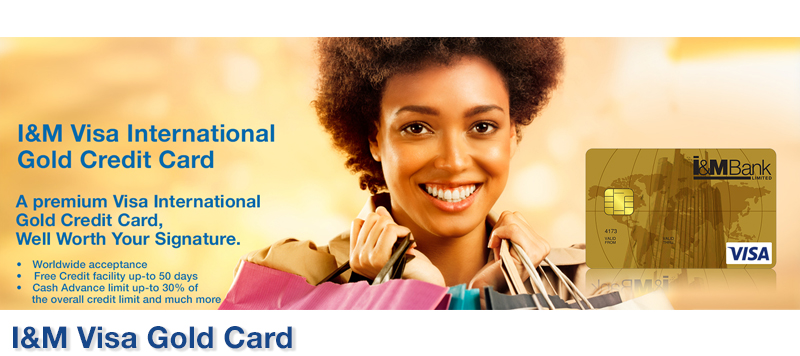 I&M Visa International
Gold Credit Card
A premium Visa International
Gold Credit Card,
Well Worth Your Signature.
• Worldwide acceptance
• Free Credit facility up-to 50 days
• Cash Advance limit up-to 30% of
the overall credit limit and much more
I&MBank
LIMITED
4173
VALID
FROM
VISA
I&M Visa Gold Card